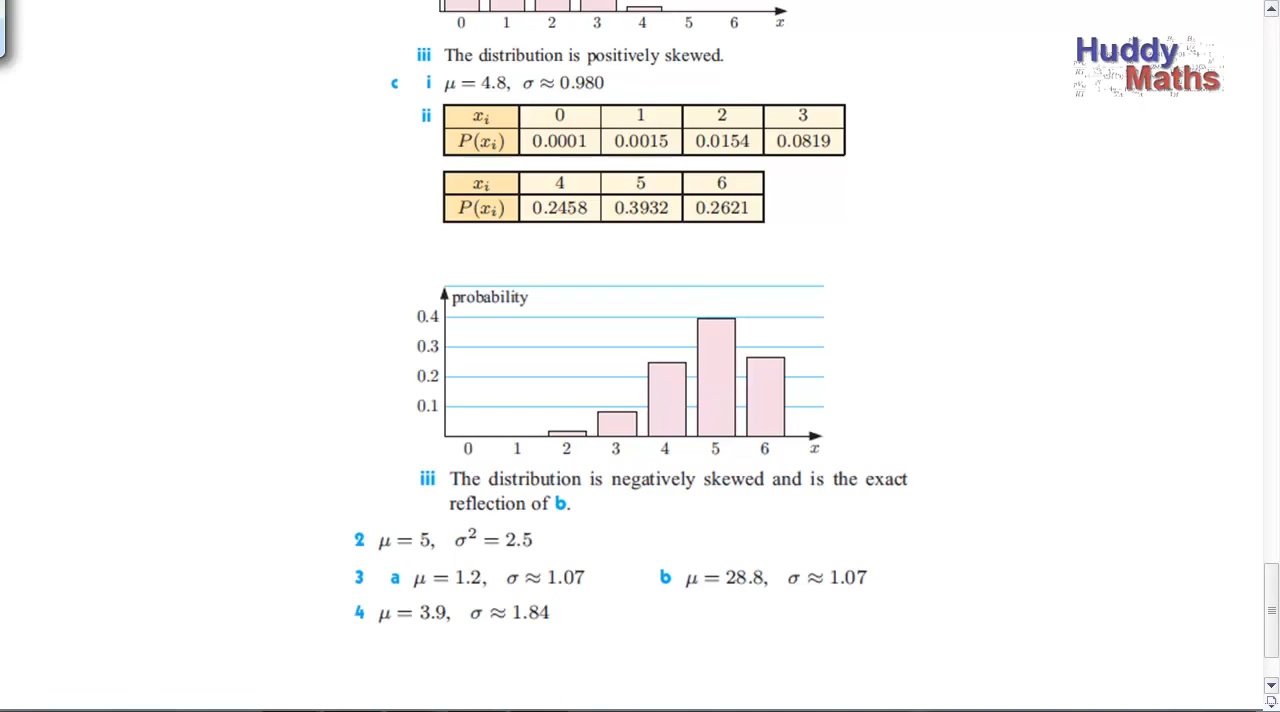 0 1 2 3 4 5 6 x
iii The distribution is positively skewed.
Huddy
Maths
c i μ = 4.8, σ ≈ 0.980
ii xᵢ 0 1 2 3
P(xᵢ) 0.0001 0.0015 0.0154 0.0819
xᵢ 4 5 6
P(xᵢ) 0.2458 0.3932 0.2621
probability
0.4
0.3
0.2
0.1
0 1 2 3 4 5 6 x
iii The distribution is negatively skewed and is the exact
reflection of b.
2 μ = 5, σ² = 2.5
3 a μ = 1.2, σ ≈ 1.07 b μ = 28.8, σ ≈ 1.07
4 μ = 3.9, σ ≈ 1.84